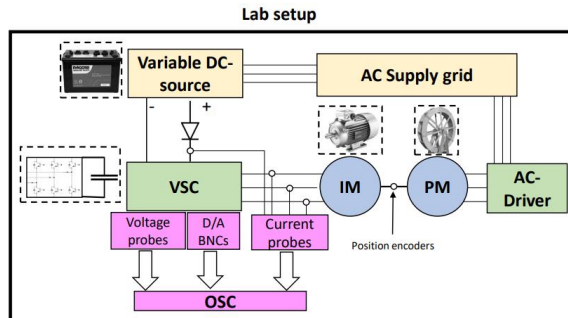 Lab setup
Variable DC-
source
AC Supply grid
-
+
VSC
IM
PM
AC-
Driver
Voltage
probes
D/A
BNCs
Current
probes
Position encoders
OSC